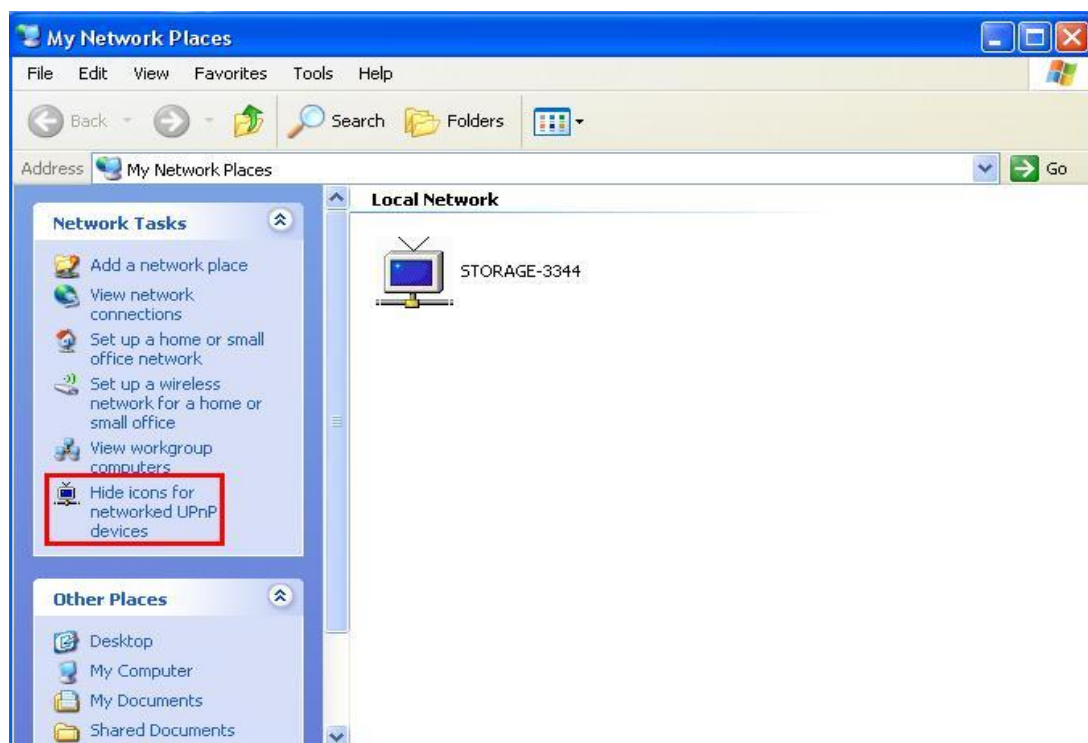 My Network Places
File Edit View Favorites Tools Help
Back Search Folders
Address My Network Places Go
Network Tasks
Add a network place
View network
connections
Set up a home or small
office network
Set up a wireless
network for a home or
small office
View workgroup
computers
Hide icons for
networked UPnP
devices
Other Places
Desktop
My Computer
My Documents
Shared Documents
Local Network
STORAGE-3344